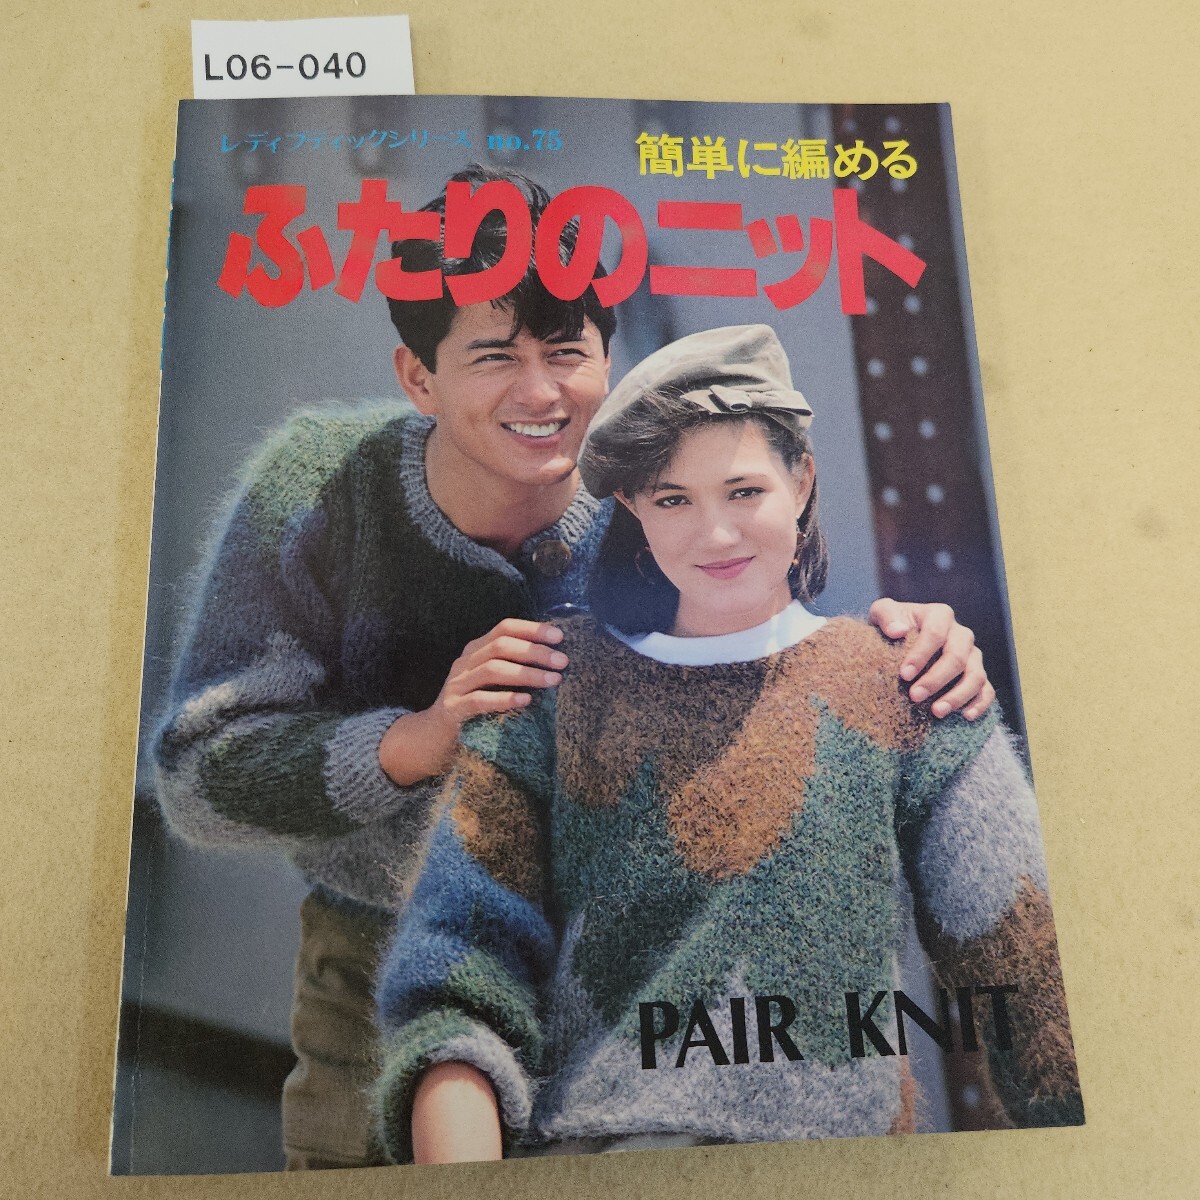 L06-040
レディブティックシリーズ no.75
簡単に編める
ふたりのニット
PAIR KNIT